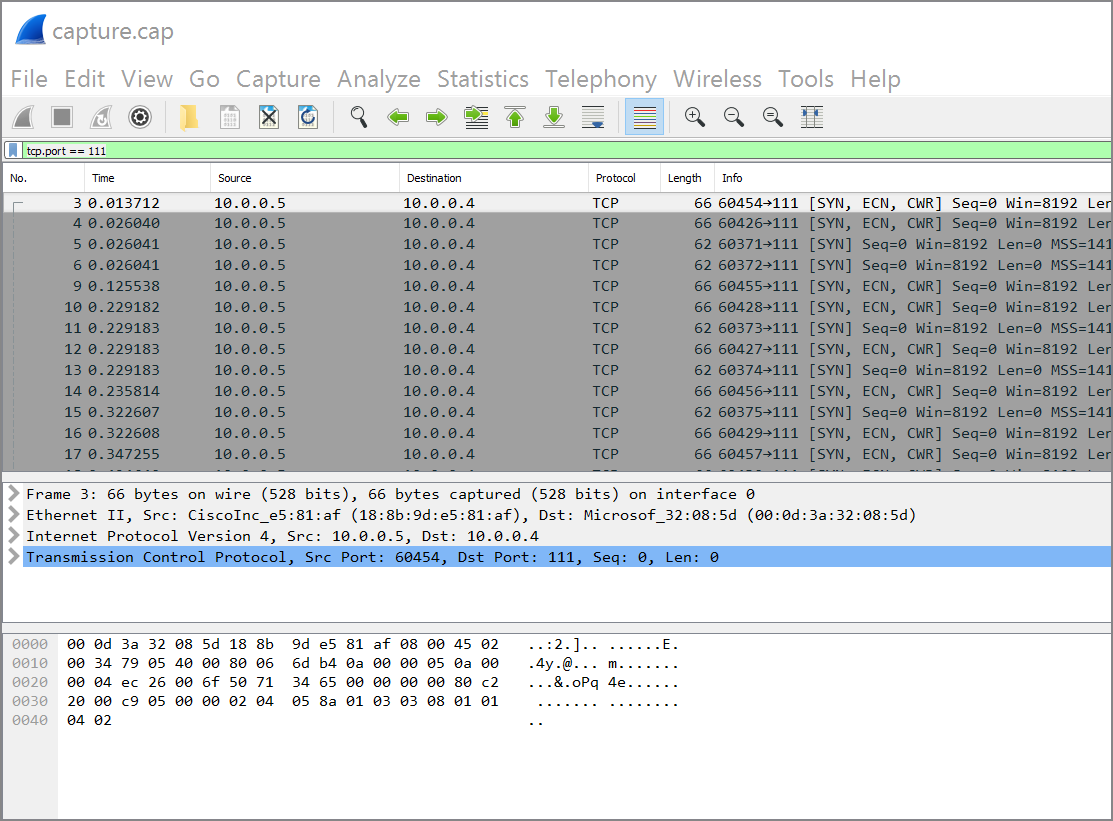 capture.cap
File Edit View Go Capture Analyze Statistics Telephony Wireless Tools Help
tcp.port == 111
No. Time Source Destination Protocol Length Info
3 0.013712 10.0.0.5 10.0.0.4 TCP 66 60454→111 [SYN, ECN, CWR] Seq=0 Win=8192 Ler
4 0.026040 10.0.0.5 10.0.0.4 TCP 66 60426→111 [SYN, ECN, CWR] Seq=0 Win=8192 Ler
5 0.026041 10.0.0.5 10.0.0.4 TCP 62 60371→111 [SYN] Seq=0 Win=8192 Len=0 MSS=141
6 0.026041 10.0.0.5 10.0.0.4 TCP 62 60372→111 [SYN] Seq=0 Win=8192 Len=0 MSS=141
9 0.125538 10.0.0.5 10.0.0.4 TCP 66 60455→111 [SYN, ECN, CWR] Seq=0 Win=8192 Ler
10 0.229182 10.0.0.5 10.0.0.4 TCP 66 60428→111 [SYN, ECN, CWR] Seq=0 Win=8192 Ler
11 0.229183 10.0.0.5 10.0.0.4 TCP 62 60373→111 [SYN] Seq=0 Win=8192 Len=0 MSS=141
12 0.229183 10.0.0.5 10.0.0.4 TCP 66 60427→111 [SYN, ECN, CWR] Seq=0 Win=8192 Ler
13 0.229183 10.0.0.5 10.0.0.4 TCP 62 60374→111 [SYN] Seq=0 Win=8192 Len=0 MSS=141
14 0.235814 10.0.0.5 10.0.0.4 TCP 66 60456→111 [SYN, ECN, CWR] Seq=0 Win=8192 Ler
15 0.322607 10.0.0.5 10.0.0.4 TCP 62 60375→111 [SYN] Seq=0 Win=8192 Len=0 MSS=141
16 0.322608 10.0.0.5 10.0.0.4 TCP 66 60429→111 [SYN, ECN, CWR] Seq=0 Win=8192 Ler
17 0.347255 10.0.0.5 10.0.0.4 TCP 66 60457→111 [SYN, ECN, CWR] Seq=0 Win=8192 Ler
Frame 3: 66 bytes on wire (528 bits), 66 bytes captured (528 bits) on interface 0
Ethernet II, Src: CiscoInc_e5:81:af (18:8b:9d:e5:81:af), Dst: Microsof_32:08:5d (00:0d:3a:32:08:5d)
Internet Protocol Version 4, Src: 10.0.0.5, Dst: 10.0.0.4
Transmission Control Protocol, Src Port: 60454, Dst Port: 111, Seq: 0, Len: 0
0000 00 0d 3a 32 08 5d 18 8b 9d e5 81 af 08 00 45 02 ..:2.].. ......E.
0010 00 34 79 05 40 00 80 06 6d b4 0a 00 00 05 0a 00 .4y.@... m.......
0020 00 04 ec 26 00 6f 50 71 34 65 00 00 00 00 80 c2 ...&.oPq 4e......
0030 20 00 c9 05 00 00 02 04 05 8a 01 03 03 08 01 01 ....... ........
0040 04 02 ..